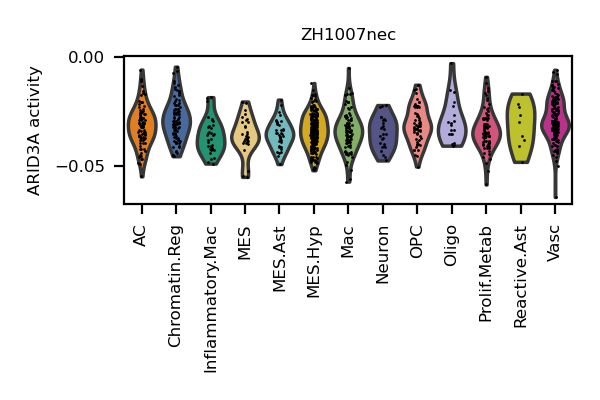 ZH1007nec
ARID3A activity
0.00
−0.05
AC
Chromatin.Reg
Inflammatory.Mac
MES
MES.Ast
MES.Hyp
Mac
Neuron
OPC
Oligo
Prolif.Metab
Reactive.Ast
Vasc